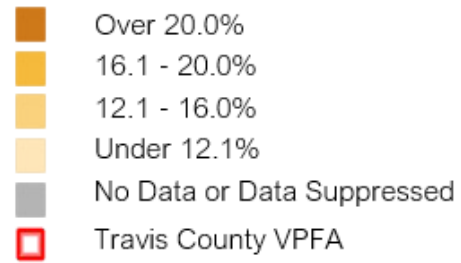 Over 20.0%
16.1 - 20.0%
12.1 - 16.0%
Under 12.1%
No Data or Data Suppressed
Travis County VPFA